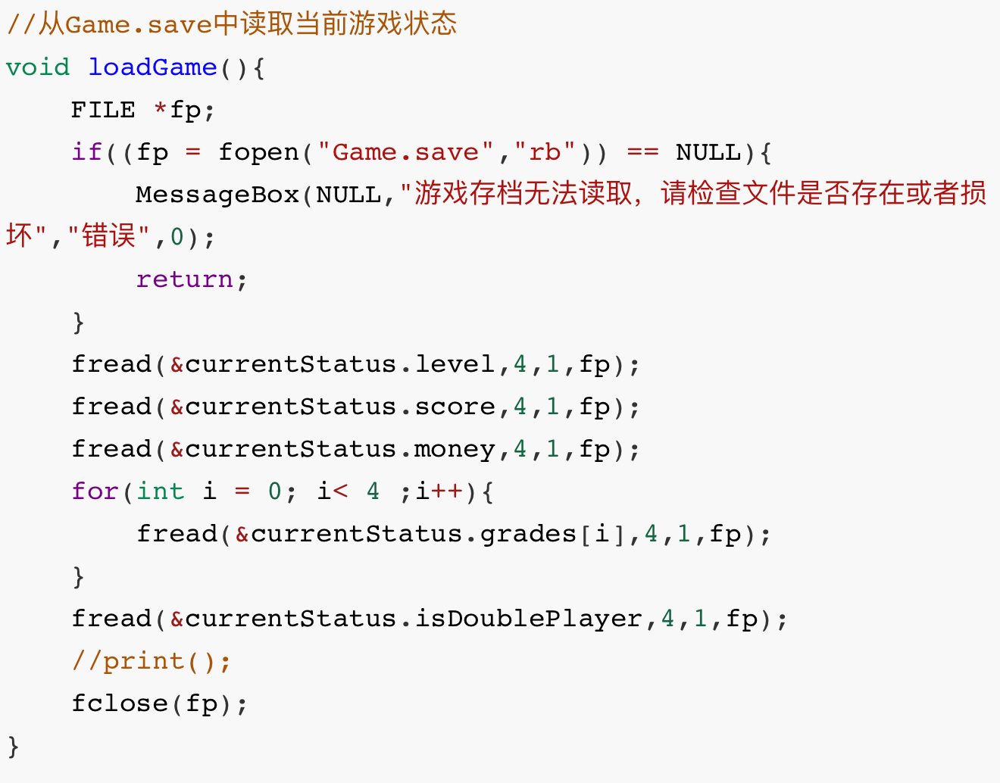 //从Game.save中读取当前游戏状态
void loadGame(){
    FILE *fp;
    if((fp = fopen("Game.save","rb")) == NULL){
        MessageBox(NULL,"游戏存档无法读取，请检查文件是否存在或者损
坏","错误",0);
        return;
    }
    fread(&currentStatus.level,4,1,fp);
    fread(&currentStatus.score,4,1,fp);
    fread(&currentStatus.money,4,1,fp);
    for(int i = 0; i< 4 ;i++){
        fread(&currentStatus.grades[i],4,1,fp);
    }
    fread(&currentStatus.isDoublePlayer,4,1,fp);
    //print();
    fclose(fp);
}